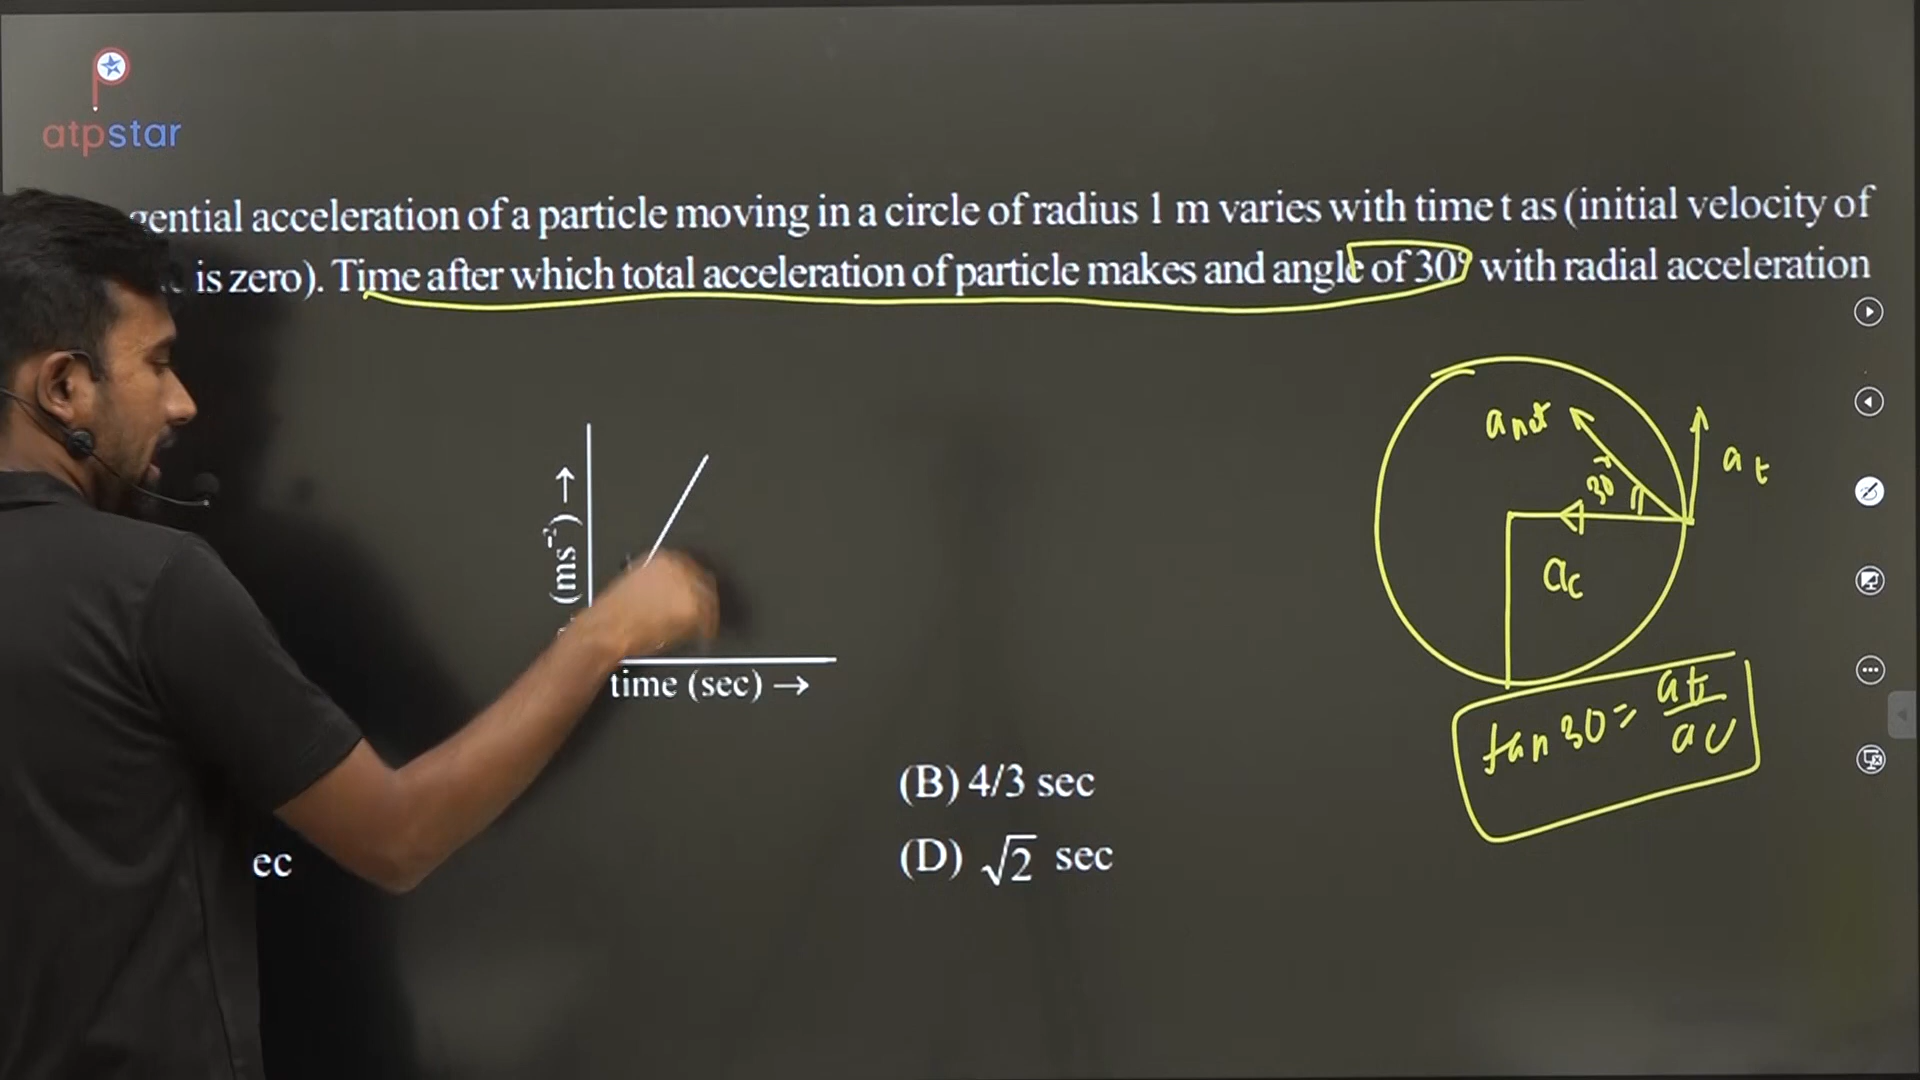 atpstar
gential acceleration of a particle moving in a circle of radius 1 m varies with time t as (initial velocity of
is zero). Time after which total acceleration of particle makes and angle of 30° with radial acceleration
a net
30
a t
ac
(ms⁻²) →
time (sec) →
tan 30 = at/ac
(B) 4/3 sec
ec
(D) √2 sec